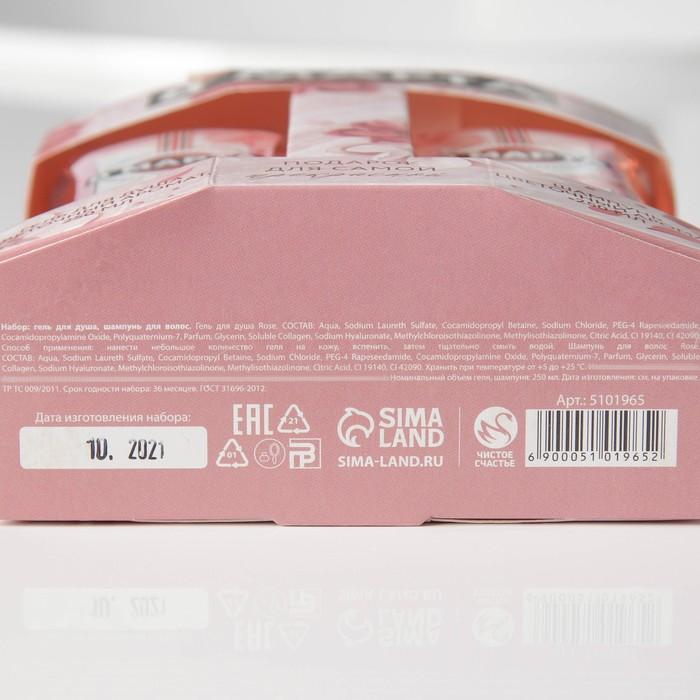 ПОДАРОК
ДЛЯ САМОЙ
ШАМПУНЬ
Набор: гель для душа, шампунь для волос. Гель для душа Rose. СОСТАВ: Aqua, Sodium Laureth Sulfate, Cocamidopropyl Betaine, Sodium Chloride, PEG-4 Rapeseedamide,
Cocamidopropylamine Oxide, Polyquaternium-7, Parfum, Glycerin, Soluble Collagen, Sodium Hyaluronate, Methylchloroisothiazolinone, Methylisothiazolinone, Citric Acid, CI 19140, CI 42090.
Способ применения: нанести небольшое количество геля на кожу, вспенить, затем тщательно смыть водой. Шампунь для волос Rose.
СОСТАВ: Aqua, Sodium Laureth Sulfate, Cocamidopropyl Betaine, Sodium Chloride, PEG-4 Rapeseedamide, Cocamidopropylamine Oxide, Polyquaternium-7, Parfum, Glycerin, Soluble
Collagen, Sodium Hyaluronate, Methylchloroisothiazolinone, Methylisothiazolinone, Citric Acid, CI 19140, CI 42090. Хранить при температуре от +5 до +25 °С.
Номинальный объем геля, шампуня: 250 мл. Дата изготовления: см. на упаковке
ТР ТС 009/2011. Срок годности набора: 36 месяцев. ГОСТ 31696-2012.
Дата изготовления набора:
10. 2021
EAC
21
01
SIMA
LAND
SIMA-LAND.RU
ЧИСТОЕ
СЧАСТЬЕ
Арт.: 5101965
6 900051 019652